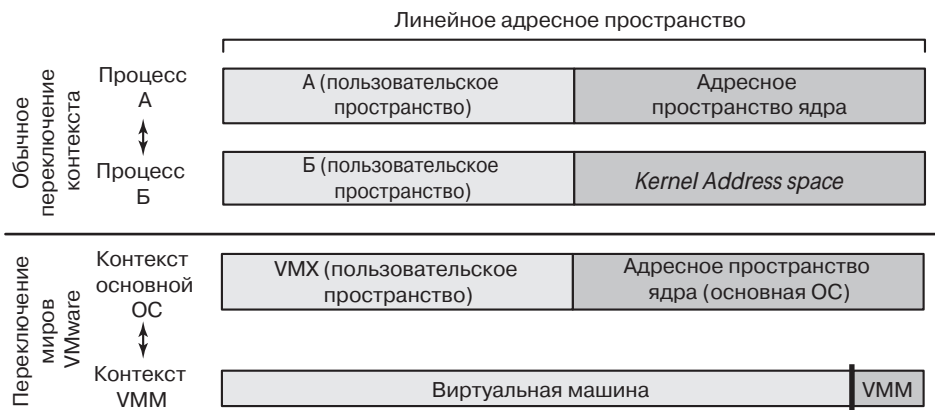 Линейное адресное пространство
Обычное
переключение
контекста
Процесс
А
А (пользовательское
пространство)
Адресное
пространство ядра
Процесс
Б
Б (пользовательское
пространство)
Kernel Address space
Переключение
миров
VMware
Контекст
основной
ОС
VMX (пользовательское
пространство)
Адресное пространство
ядра (основная ОС)
Контекст
VMM
Виртуальная машина
VMM